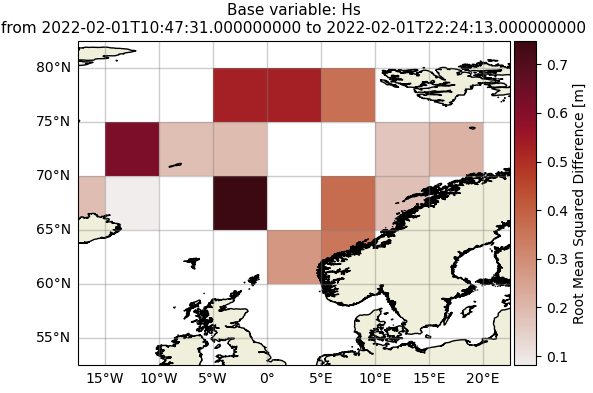 Base variable: Hs
from 2022-02-01T10:47:31.000000000 to 2022-02-01T22:24:13.000000000
80°N
75°N
70°N
65°N
60°N
55°N
15°W 10°W 5°W 0° 5°E 10°E 15°E 20°E
0.7
0.6
0.5
0.4
0.3
0.2
0.1
Root Mean Squared Difference [m]